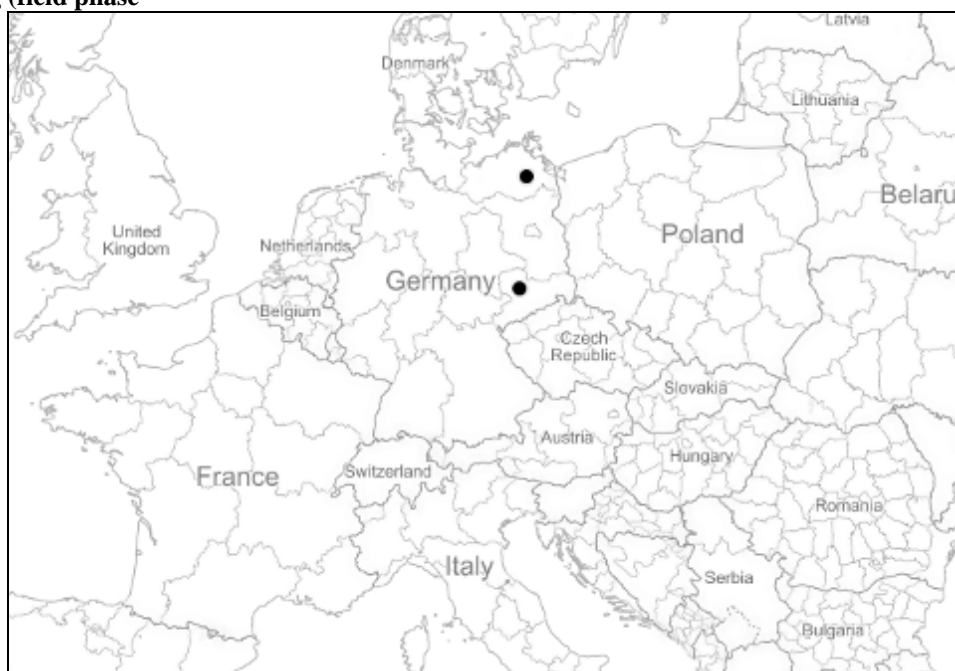 (field phase
Latvia
Denmark
Lithuania
Belaru
United
Kingdom
Poland
Netherlands
Germany
Belgium
Czech
Republic
Slovakia
Austria
Hungary
Switzerland
France
Romania
Italy
Serbia
Bulgaria